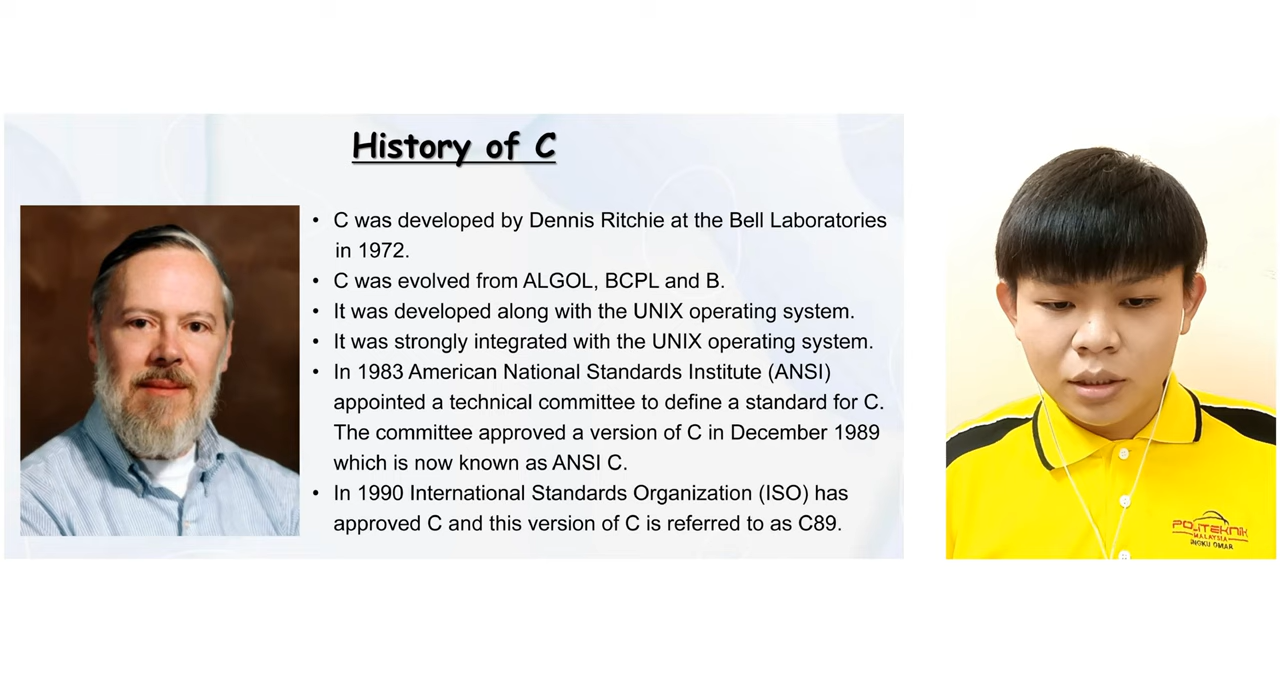 History of C
• C was developed by Dennis Ritchie at the Bell Laboratories
in 1972.
• C was evolved from ALGOL, BCPL and B.
• It was developed along with the UNIX operating system.
• It was strongly integrated with the UNIX operating system.
• In 1983 American National Standards Institute (ANSI)
appointed a technical committee to define a standard for C.
The committee approved a version of C in December 1989
which is now known as ANSI C.
• In 1990 International Standards Organization (ISO) has
approved C and this version of C is referred to as C89.
POLITEKNIK
MALAYSIA
UNGKU OMAR